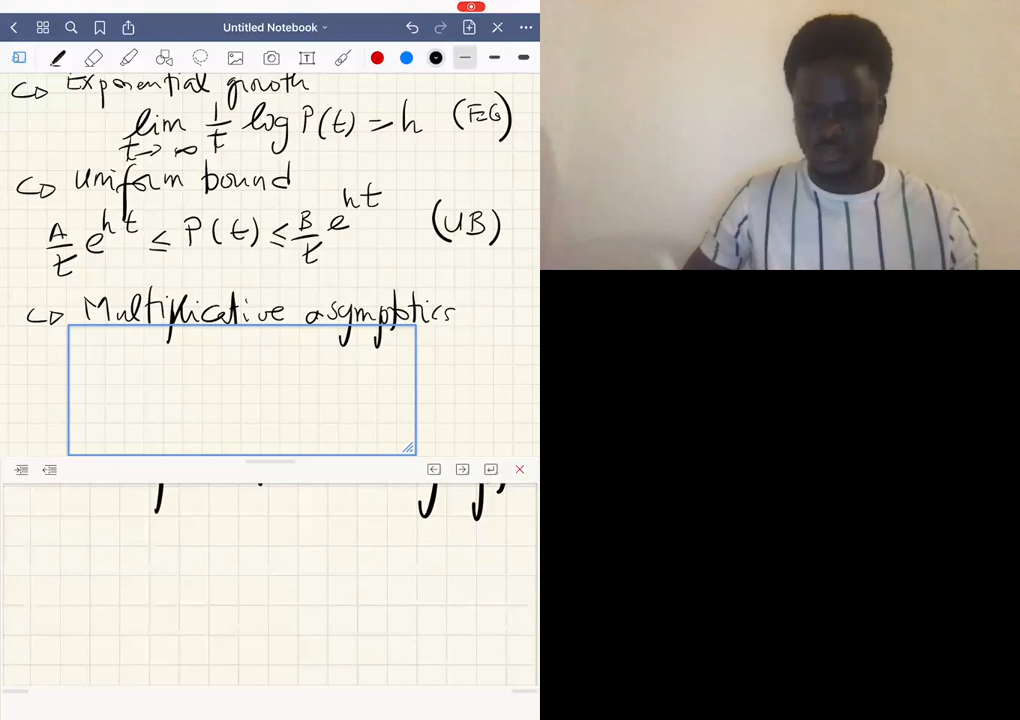 Untitled Notebook
Exponential growth
lim 1/t log P(t) = h (EG)
t→∞
Uniform bound
A/t e^{ht} ≤ P(t) ≤ B/t e^{ht} (UB)
Multiplicative asymptotics